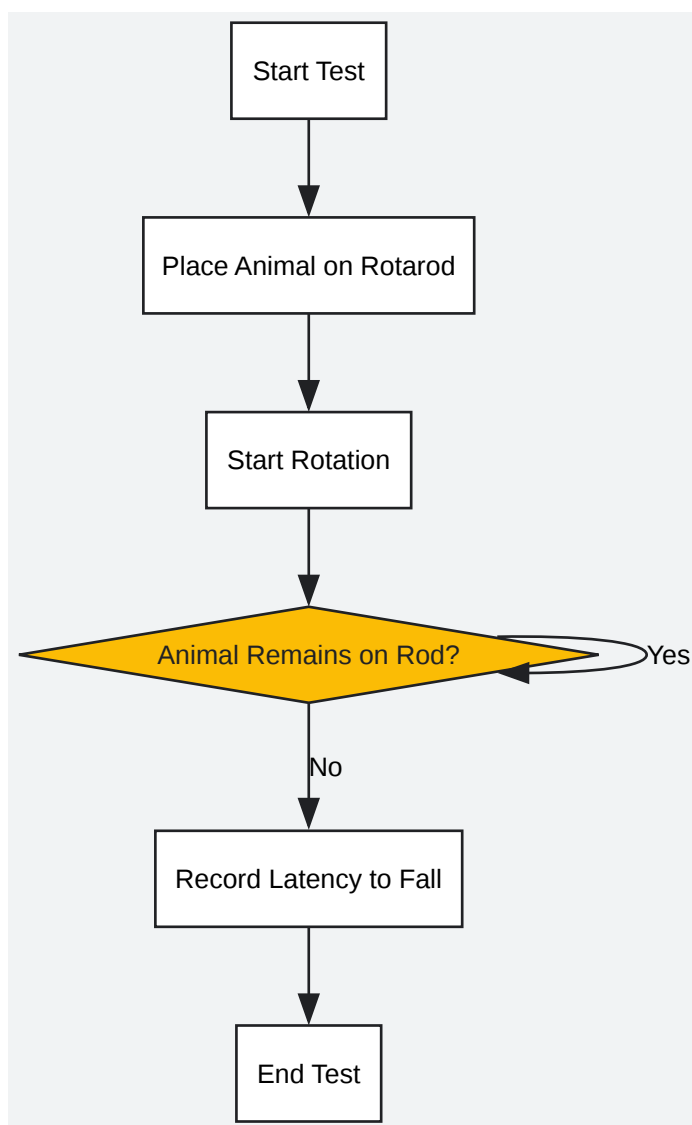 Start Test
Place Animal on Rotarod
Start Rotation
Animal Remains on Rod?
Yes
No
Record Latency to Fall
End Test